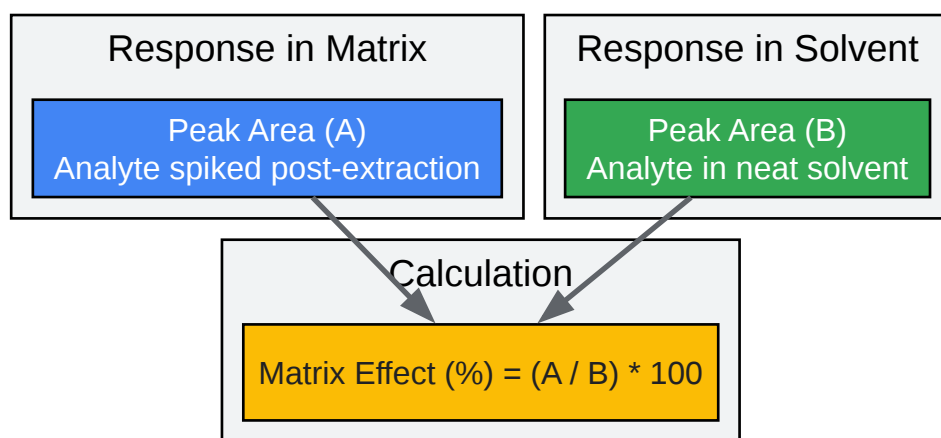 Response in Matrix
Peak Area (A)
Analyte spiked post-extraction
Response in Solvent
Peak Area (B)
Analyte in neat solvent
Calculation
Matrix Effect (%) = (A / B) * 100